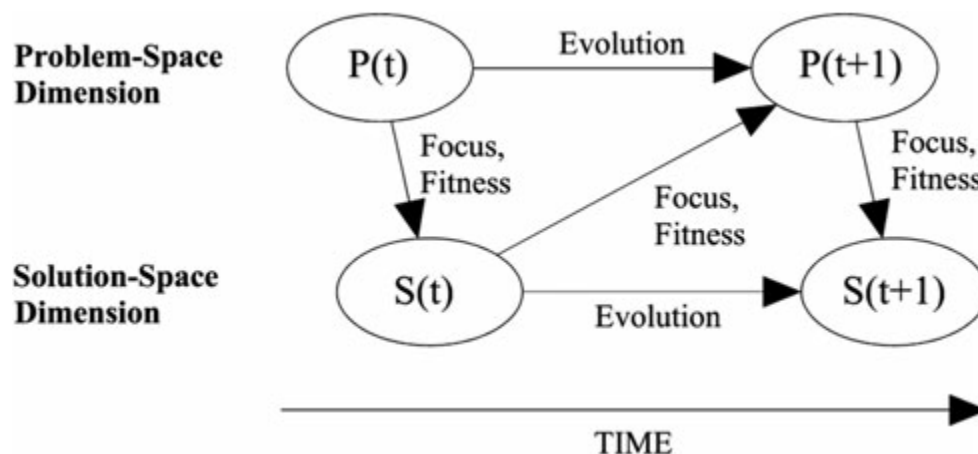 Problem-Space
Dimension
P(t)
Evolution
P(t+1)
Focus,
Fitness
Focus,
Fitness
Focus,
Fitness
Solution-Space
Dimension
S(t)
Evolution
S(t+1)
TIME